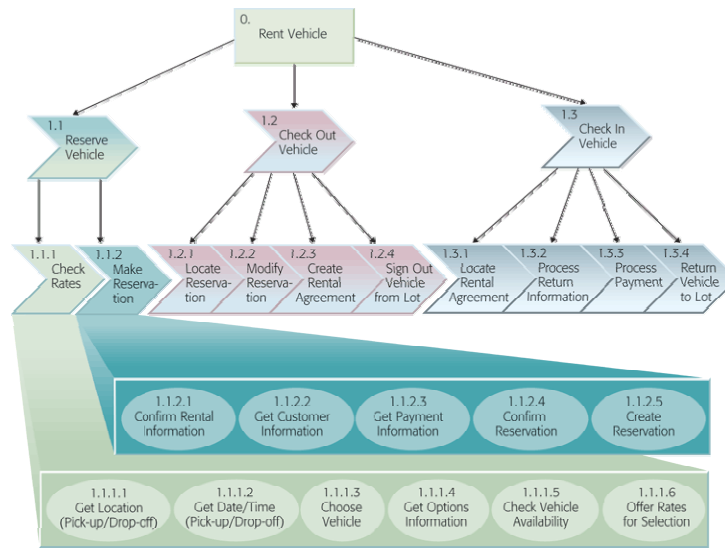 0.
Rent Vehicle
1.1
Reserve
Vehicle
1.2
Check Out
Vehicle
1.3
Check In
Vehicle
1.1.1
Check
Rates
1.1.2
Make
Reserva-
tion
1.2.1
Locate
Reserva-
tion
1.2.2
Modify
Reserva-
tion
1.2.3
Create
Rental
Agreement
1.2.4
Sign Out
Vehicle
from Lot
1.3.1
Locate
Rental
Agreement
1.3.2
Process
Return
Information
1.3.3
Process
Payment
1.3.4
Return
Vehicle
to Lot
1.1.2.1
Confirm Rental
Information
1.1.2.2
Get Customer
Information
1.1.2.3
Get Payment
Information
1.1.2.4
Confirm
Reservation
1.1.2.5
Create
Reservation
1.1.1.1
Get Location
(Pick-up/Drop-off)
1.1.1.2
Get Date/Time
(Pick-up/Drop-off)
1.1.1.3
Choose
Vehicle
1.1.1.4
Get Options
Information
1.1.1.5
Check Vehicle
Availability
1.1.1.6
Offer Rates
for Selection